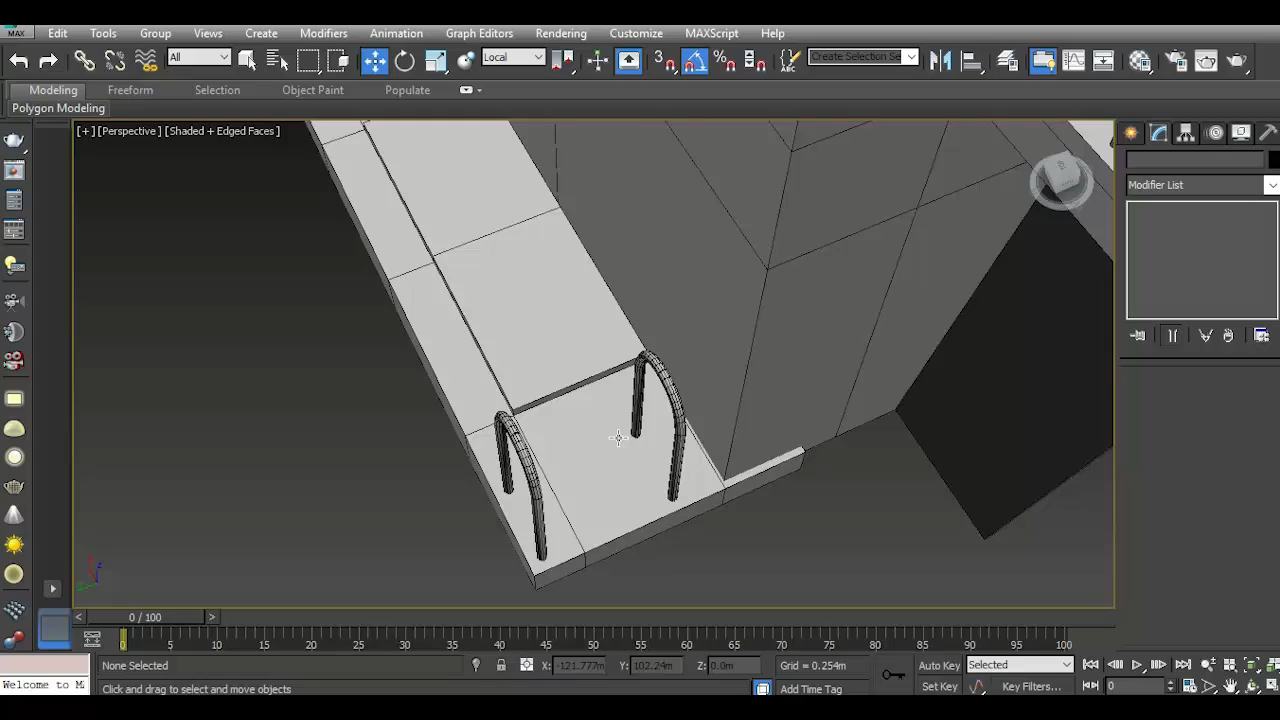 MAX Edit Tools Group Views Create Modifiers Animation Graph Editors Rendering Customize MAXScript Help
All Local 3 Create Selection Se
ABC
Modeling Freeform Selection Object Paint Populate
Polygon Modeling
[+] [Perspective] [Shaded + Edged Faces]
Modifier List
< 0 / 100 >
0 5 10 15 20 25 30 35 40 45 50 55 60 65 70 75 80 85 90 95 100
None Selected X: -121.777m Y: 102.24m Z: 0.0m Grid = 0.254m Auto Key Selected
Welcome to Click and drag to select and move objects Add Time Tag Set Key Key Filters... 0